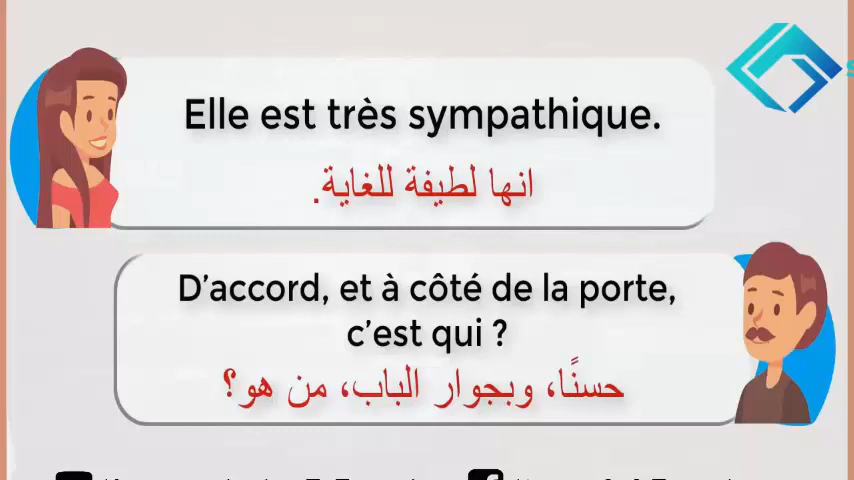 Elle est très sympathique.
انها لطيفة للغاية.
D’accord, et à côté de la porte,
c’est qui ?
حسنًا، وبجوار الباب، من هو؟